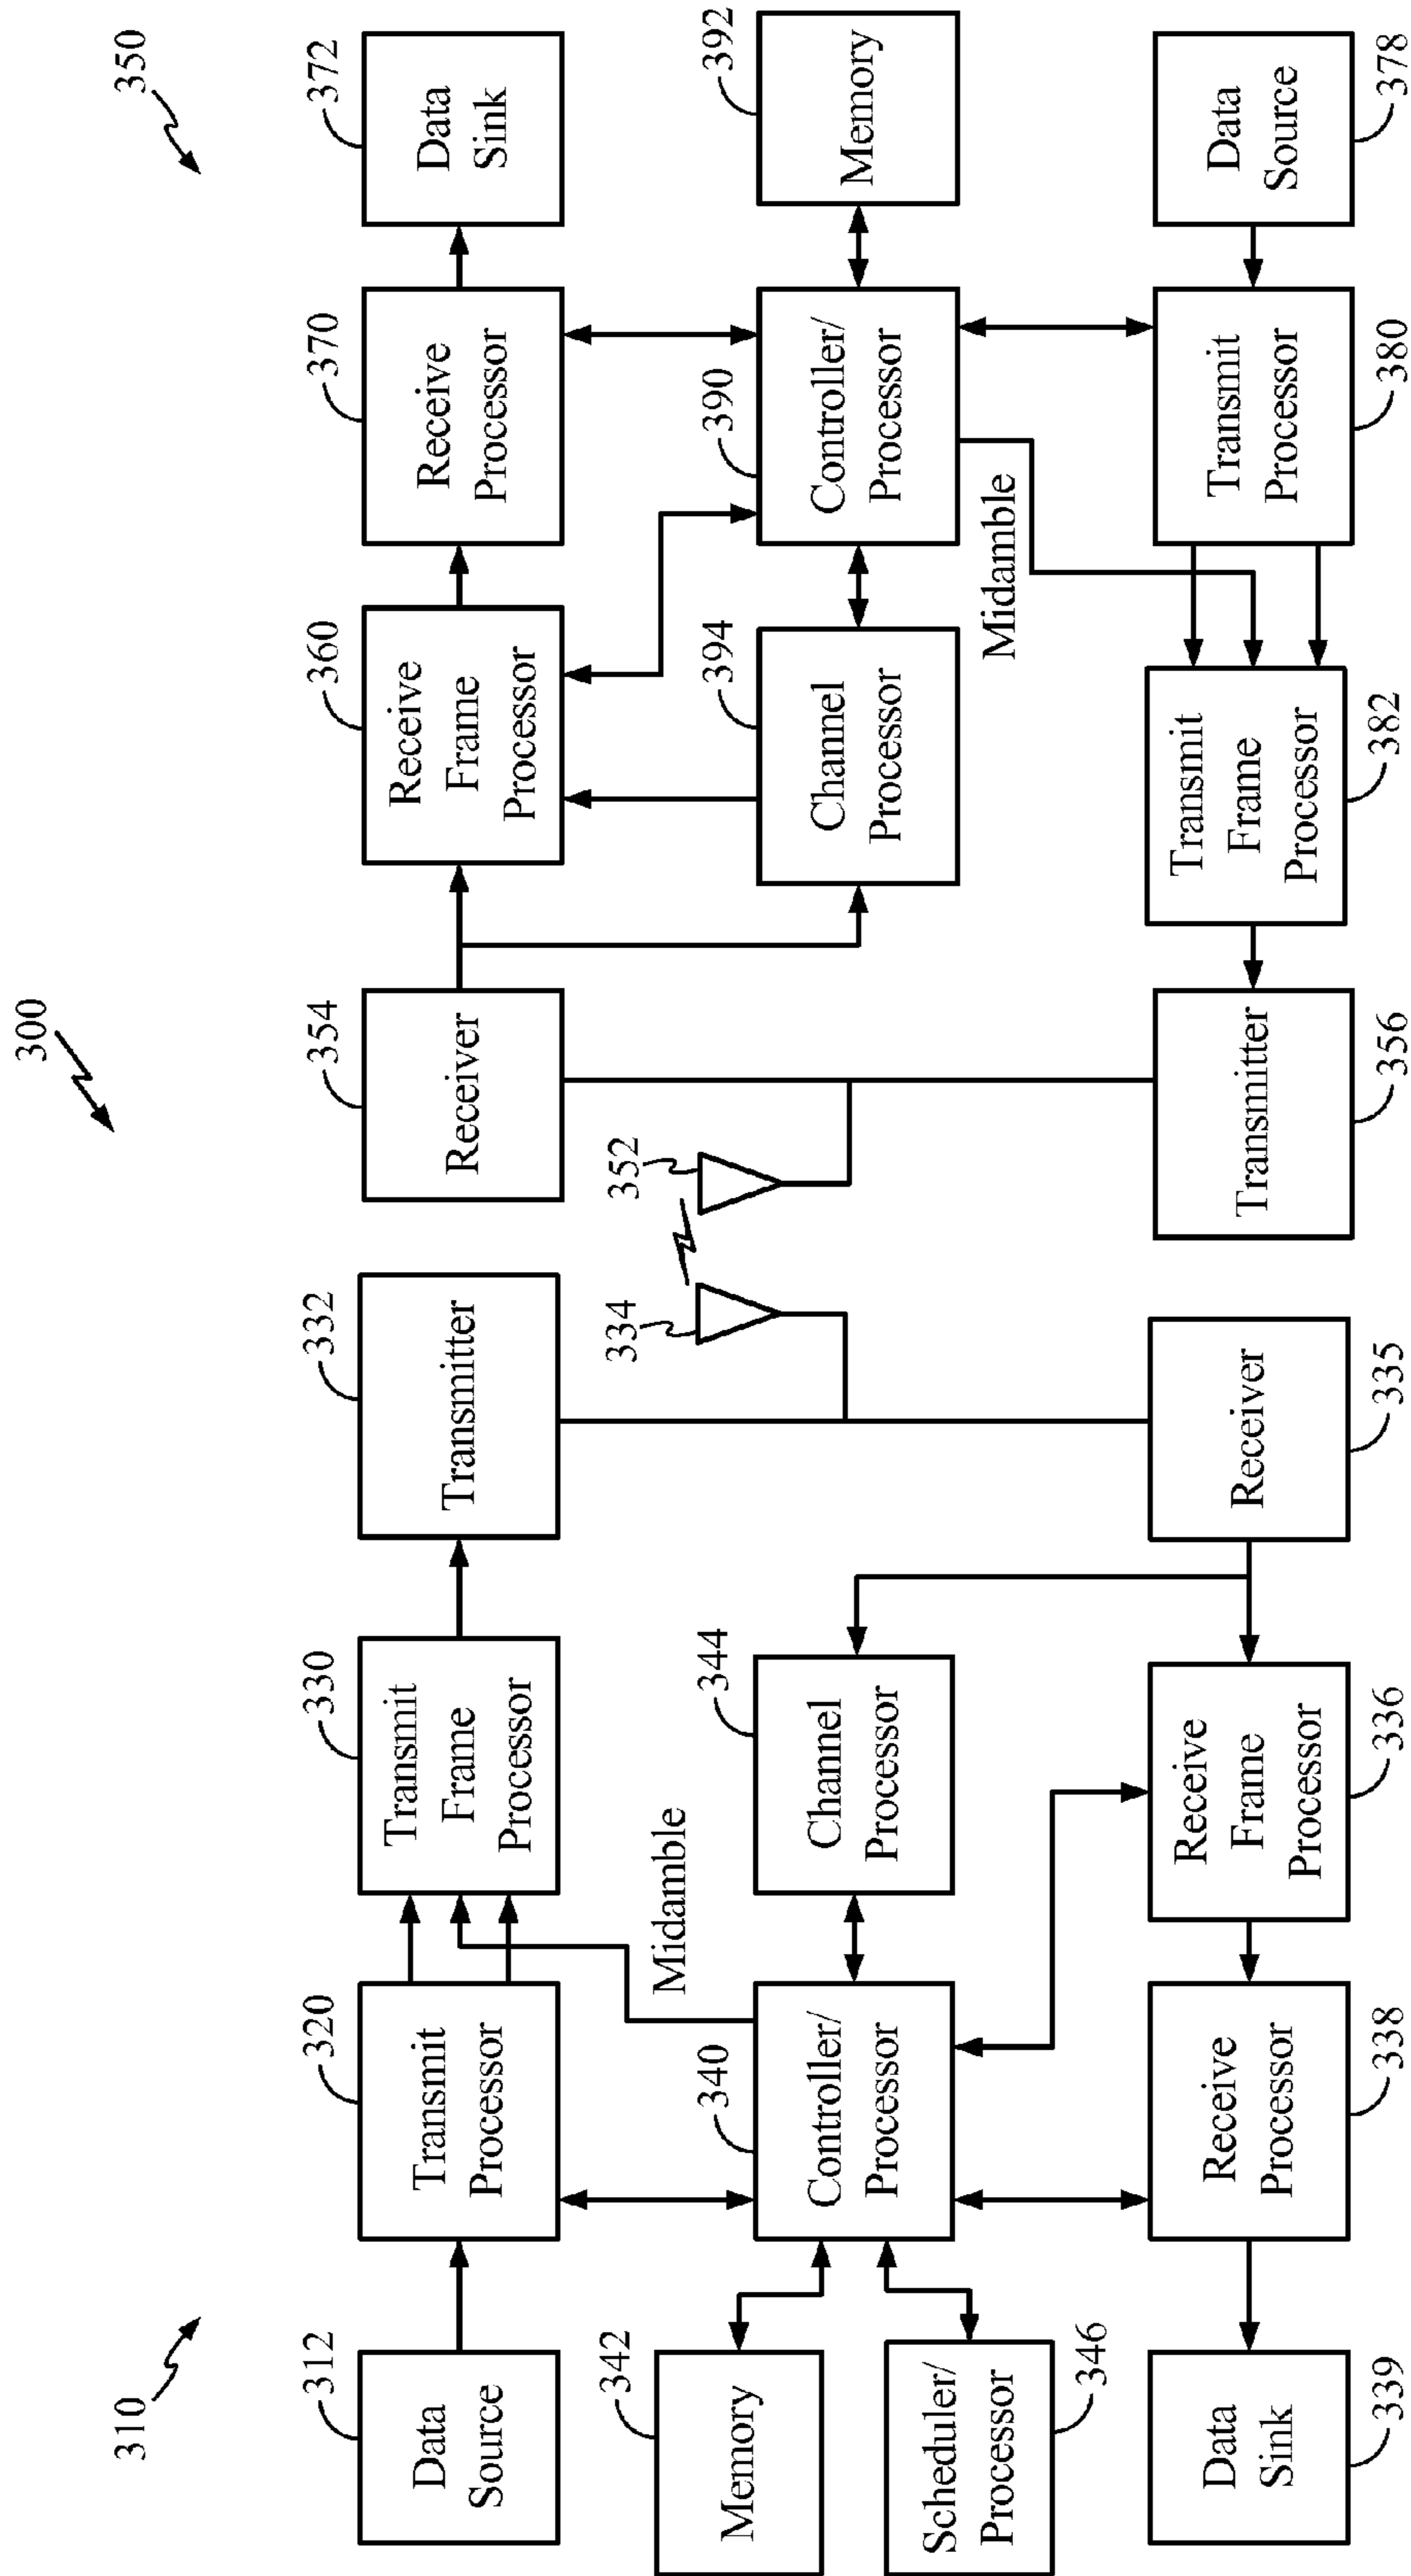 300
310
350
312
Data
Source
320
Transmit
Processor
330
Transmit
Frame
Processor
332
Transmitter
354
Receiver
360
Receive
Frame
Processor
370
Receive
Processor
372
Data
Sink
Midamble
334
352
342
Memory
340
Controller/
Processor
344
Channel
Processor
394
Channel
Processor
390
Controller/
Processor
392
Memory
Scheduler/
Processor
346
Midamble
Data
Sink
339
Receive
Processor
338
Receive
Frame
Processor
336
Receiver
335
Transmitter
356
Transmit
Frame
Processor
382
Transmit
Processor
380
Data
Source
378